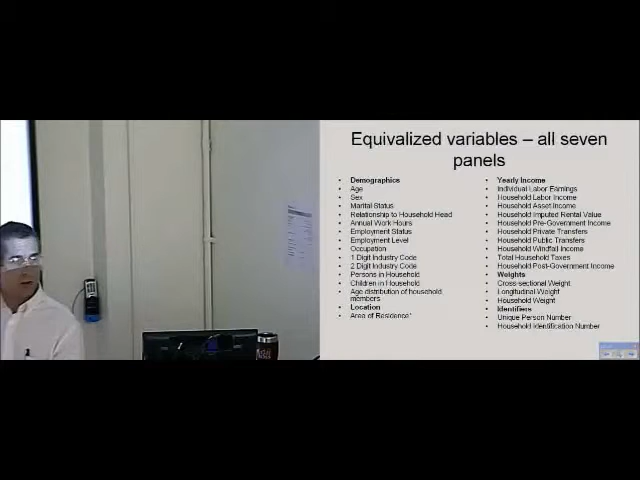 Equivalized variables – all seven
panels
• Demographics
• Age
• Sex
• Marital Status
• Relationship to Household Head
• Annual Work Hours
• Employment Status
• Employment Level
• Occupation
• 1 Digit Industry Code
• 2 Digit Industry Code
• Persons in Household
• Children in Household
• Age distribution of household
members
• Location
• Area of Residence*
• Yearly Income
• Individual Labor Earnings
• Household Labor Income
• Household Asset Income
• Household Imputed Rental Value
• Household Pre-Government Income
• Household Private Transfers
• Household Public Transfers
• Household Windfall Income
• Total Household Taxes
• Household Post-Government Income
• Weights
• Cross-sectional Weight
• Longitudinal Weight
• Household Weight
• Identifiers
• Unique Person Number
• Household Identification Number